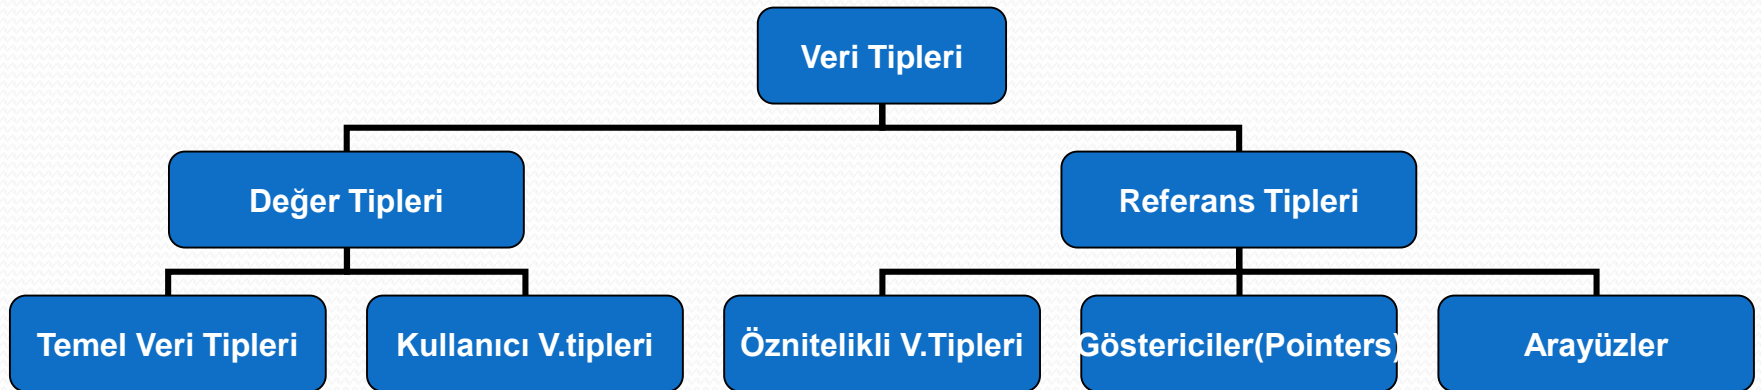 Veri Tipleri
Değer Tipleri
Referans Tipleri
Temel Veri Tipleri
Kullanıcı V.tipleri
Öznitelikli V.Tipleri
Göstericiler(Pointers)
Arayüzler